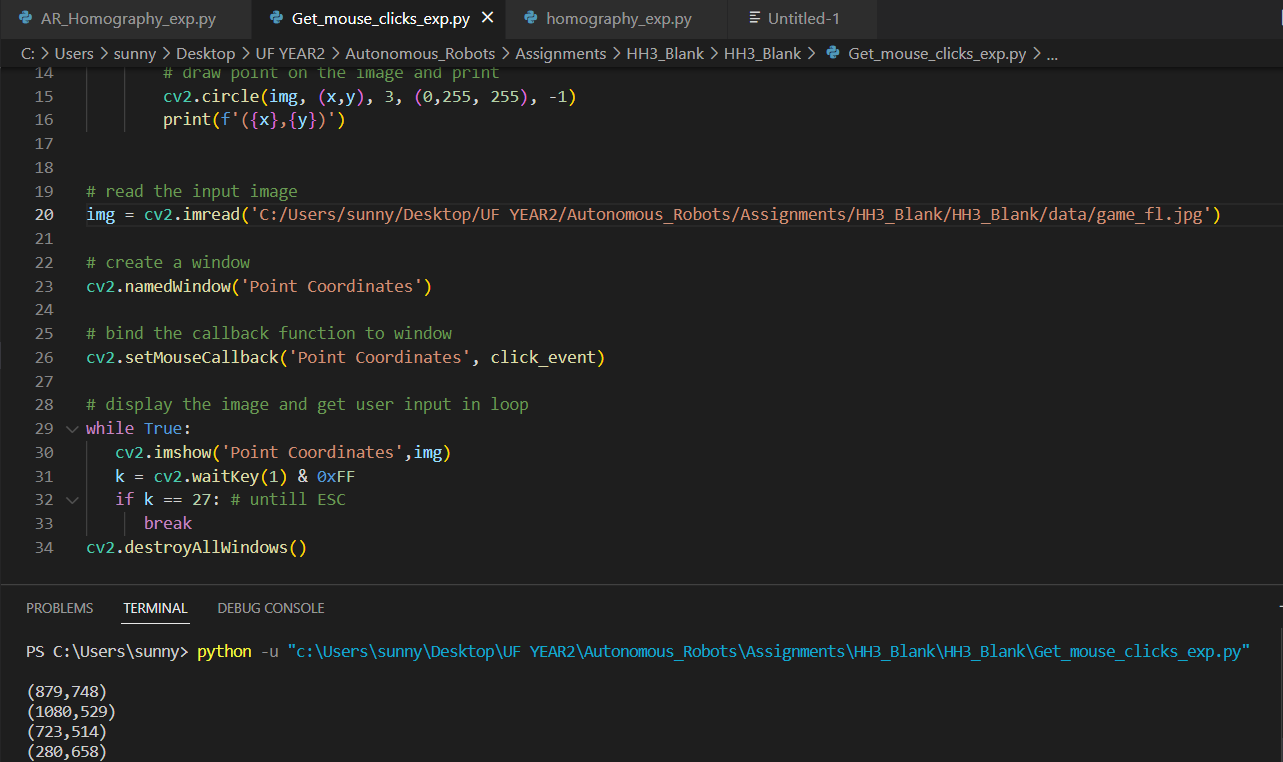 AR_Homography_exp.py Get_mouse_clicks_exp.py × homography_exp.py Untitled-1
C: > Users > sunny > Desktop > UF YEAR2 > Autonomous_Robots > Assignments > HH3_Blank > HH3_Blank > Get_mouse_clicks_exp.py > ...
14 # draw point on the image and print
15 cv2.circle(img, (x,y), 3, (0,255, 255), -1)
16 print(f'({x},{y})')
17
18
19 # read the input image
20 img = cv2.imread('C:/Users/sunny/Desktop/UF YEAR2/Autonomous_Robots/Assignments/HH3_Blank/HH3_Blank/data/game_fl.jpg')
21
22 # create a window
23 cv2.namedWindow('Point Coordinates')
24
25 # bind the callback function to window
26 cv2.setMouseCallback('Point Coordinates', click_event)
27
28 # display the image and get user input in loop
29 while True:
30 cv2.imshow('Point Coordinates',img)
31 k = cv2.waitKey(1) & 0xFF
32 if k == 27: # untill ESC
33 break
34 cv2.destroyAllWindows()
PROBLEMS TERMINAL DEBUG CONSOLE
PS C:\Users\sunny> python -u "c:\Users\sunny\Desktop\UF YEAR2\Autonomous_Robots\Assignments\HH3_Blank\HH3_Blank\Get_mouse_clicks_exp.py"
(879,748)
(1080,529)
(723,514)
(280,658)